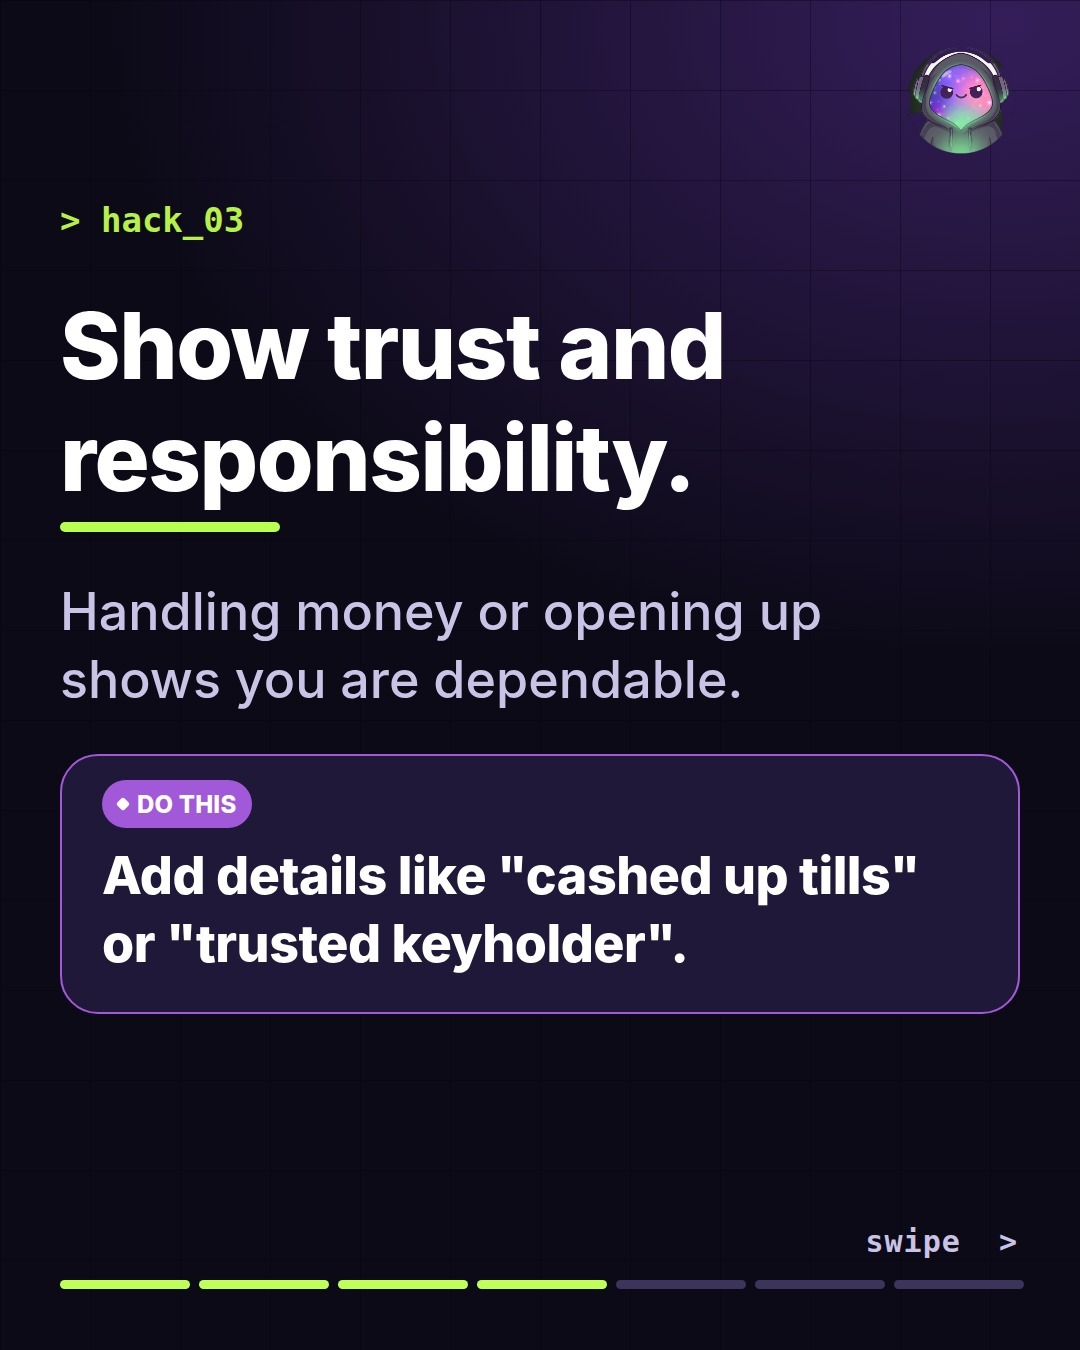 > hack_03
Show trust and
responsibility.
Handling money or opening up
shows you are dependable.
DO THIS
Add details like "cashed up tills"
or "trusted keyholder".
swipe >